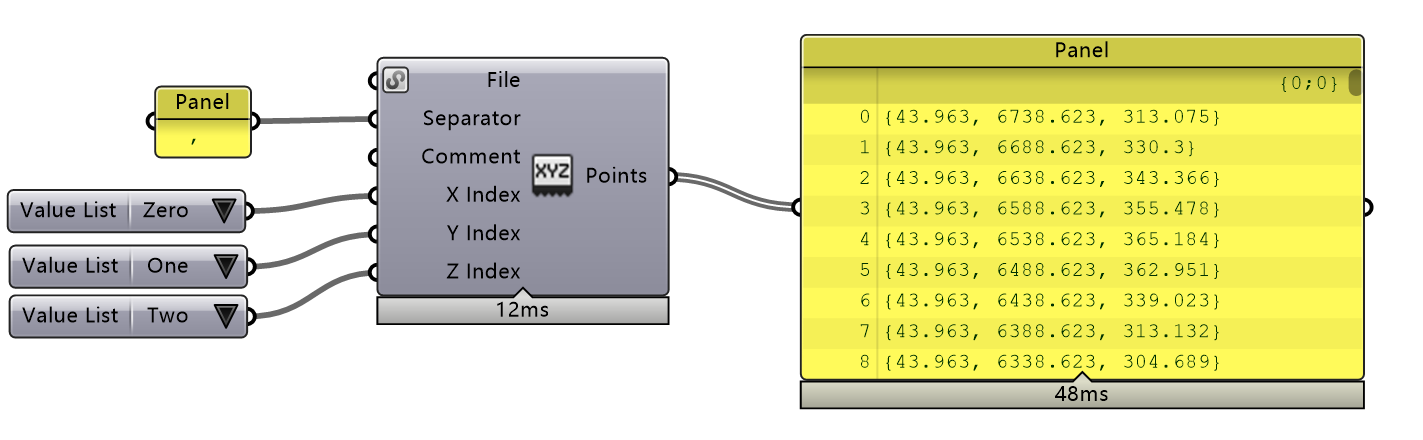 Panel
,
Value List Zero
Value List One
Value List Two
File
Separator
Comment
X Index
Y Index
Z Index
XYZ
Points
12ms
Panel
{0;0}
0 {43.963, 6738.623, 313.075}
1 {43.963, 6688.623, 330.3}
2 {43.963, 6638.623, 343.366}
3 {43.963, 6588.623, 355.478}
4 {43.963, 6538.623, 365.184}
5 {43.963, 6488.623, 362.951}
6 {43.963, 6438.623, 339.023}
7 {43.963, 6388.623, 313.132}
8 {43.963, 6338.623, 304.689}
48ms